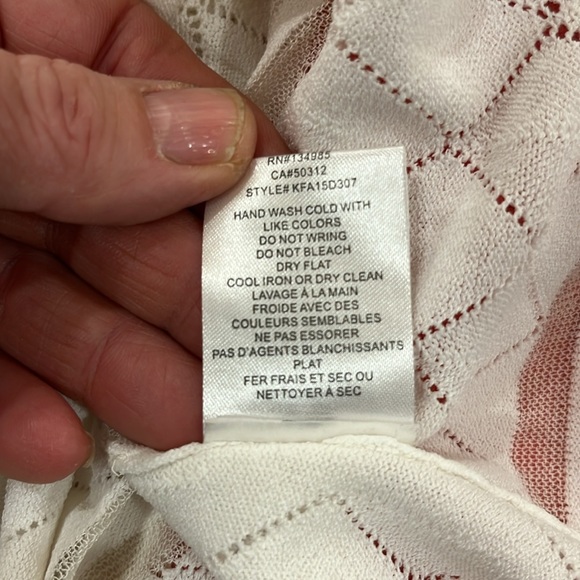 RN#134985
CA#50312
STYLE# KFA15D307
HAND WASH COLD WITH
LIKE COLORS
DO NOT WRING
DO NOT BLEACH
DRY FLAT
COOL IRON OR DRY CLEAN
LAVAGE À LA MAIN
FROIDE AVEC DES
COULEURS SEMBLABLES
NE PAS ESSORER
PAS D'AGENTS BLANCHISSANTS
PLAT
FER FRAIS ET SEC OU
NETTOYER À SEC